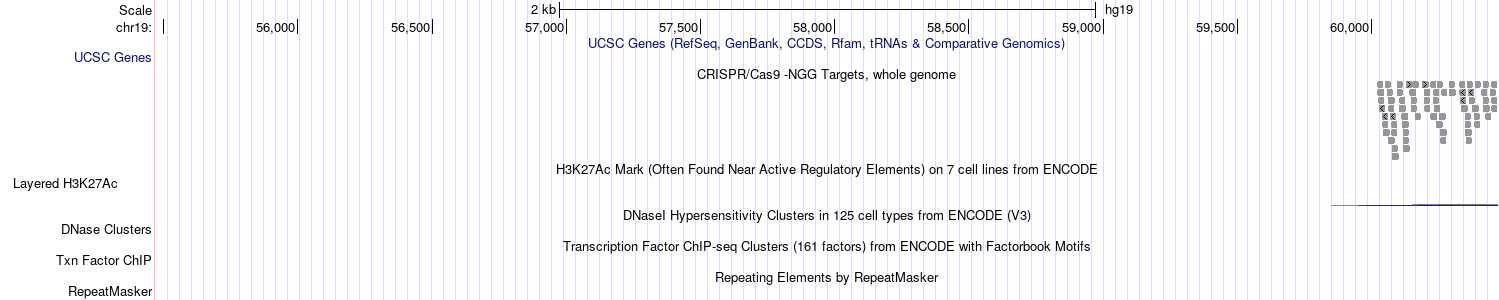 Scale 2 kb hg19
chr19: 56,000 56,500 57,000 57,500 58,000 58,500 59,000 59,500 60,000
UCSC Genes (RefSeq, GenBank, CCDS, Rfam, tRNAs & Comparative Genomics)
UCSC Genes
CRISPR/Cas9 -NGG Targets, whole genome
H3K27Ac Mark (Often Found Near Active Regulatory Elements) on 7 cell lines from ENCODE
Layered H3K27Ac
DNaseI Hypersensitivity Clusters in 125 cell types from ENCODE (V3)
DNase Clusters
Transcription Factor ChIP-seq Clusters (161 factors) from ENCODE with Factorbook Motifs
Txn Factor ChIP
Repeating Elements by RepeatMasker
RepeatMasker